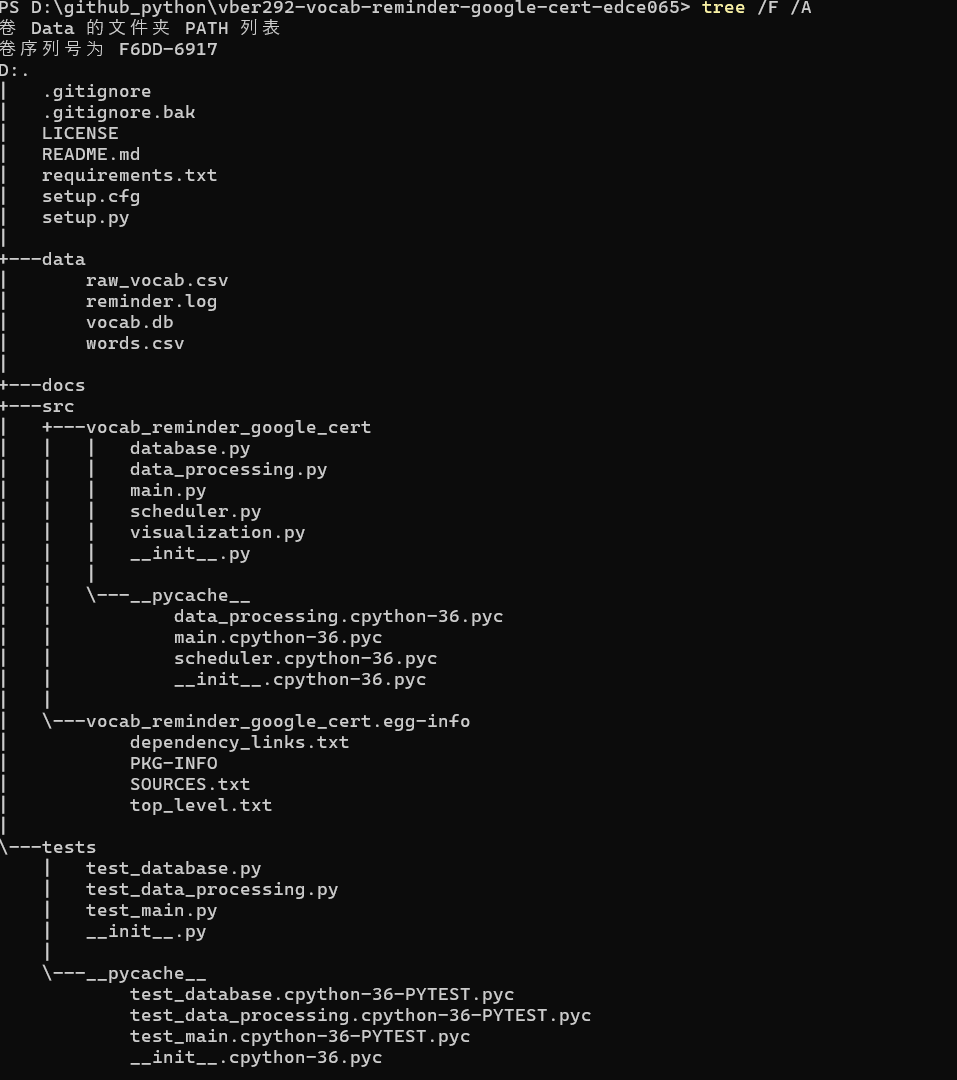 PS D:\github_python\vber292-vocab-reminder-google-cert-edce065> tree /F /A
卷 Data 的文件夹 PATH 列表
卷序列号为 F6DD-6917
D:.
|   .gitignore
|   .gitignore.bak
|   LICENSE
|   README.md
|   requirements.txt
|   setup.cfg
|   setup.py
|
+---data
|       raw_vocab.csv
|       reminder.log
|       vocab.db
|       words.csv
|
+---docs
+---src
|   +---vocab_reminder_google_cert
|   |   |   database.py
|   |   |   data_processing.py
|   |   |   main.py
|   |   |   scheduler.py
|   |   |   visualization.py
|   |   |   __init__.py
|   |   |
|   |   \---__pycache__
|   |           data_processing.cpython-36.pyc
|   |           main.cpython-36.pyc
|   |           scheduler.cpython-36.pyc
|   |           __init__.cpython-36.pyc
|   |
|   \---vocab_reminder_google_cert.egg-info
|           dependency_links.txt
|           PKG-INFO
|           SOURCES.txt
|           top_level.txt
|
\---tests
    |   test_database.py
    |   test_data_processing.py
    |   test_main.py
    |   __init__.py
    |
    \---__pycache__
            test_database.cpython-36-PYTEST.pyc
            test_data_processing.cpython-36-PYTEST.pyc
            test_main.cpython-36-PYTEST.pyc
            __init__.cpython-36.pyc